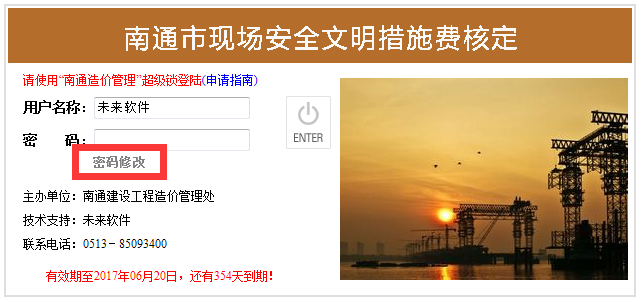 南通市现场安全文明措施费核定
请使用“南通造价管理”超级锁登陆(申请指南)
用户名称: 未来软件
ENTER
密 码:
密码修改
主办单位: 南通建设工程造价管理处
技术支持: 未来软件
联系电话: 0513－85093400
有效期至2017年06月20日，还有354天到期!